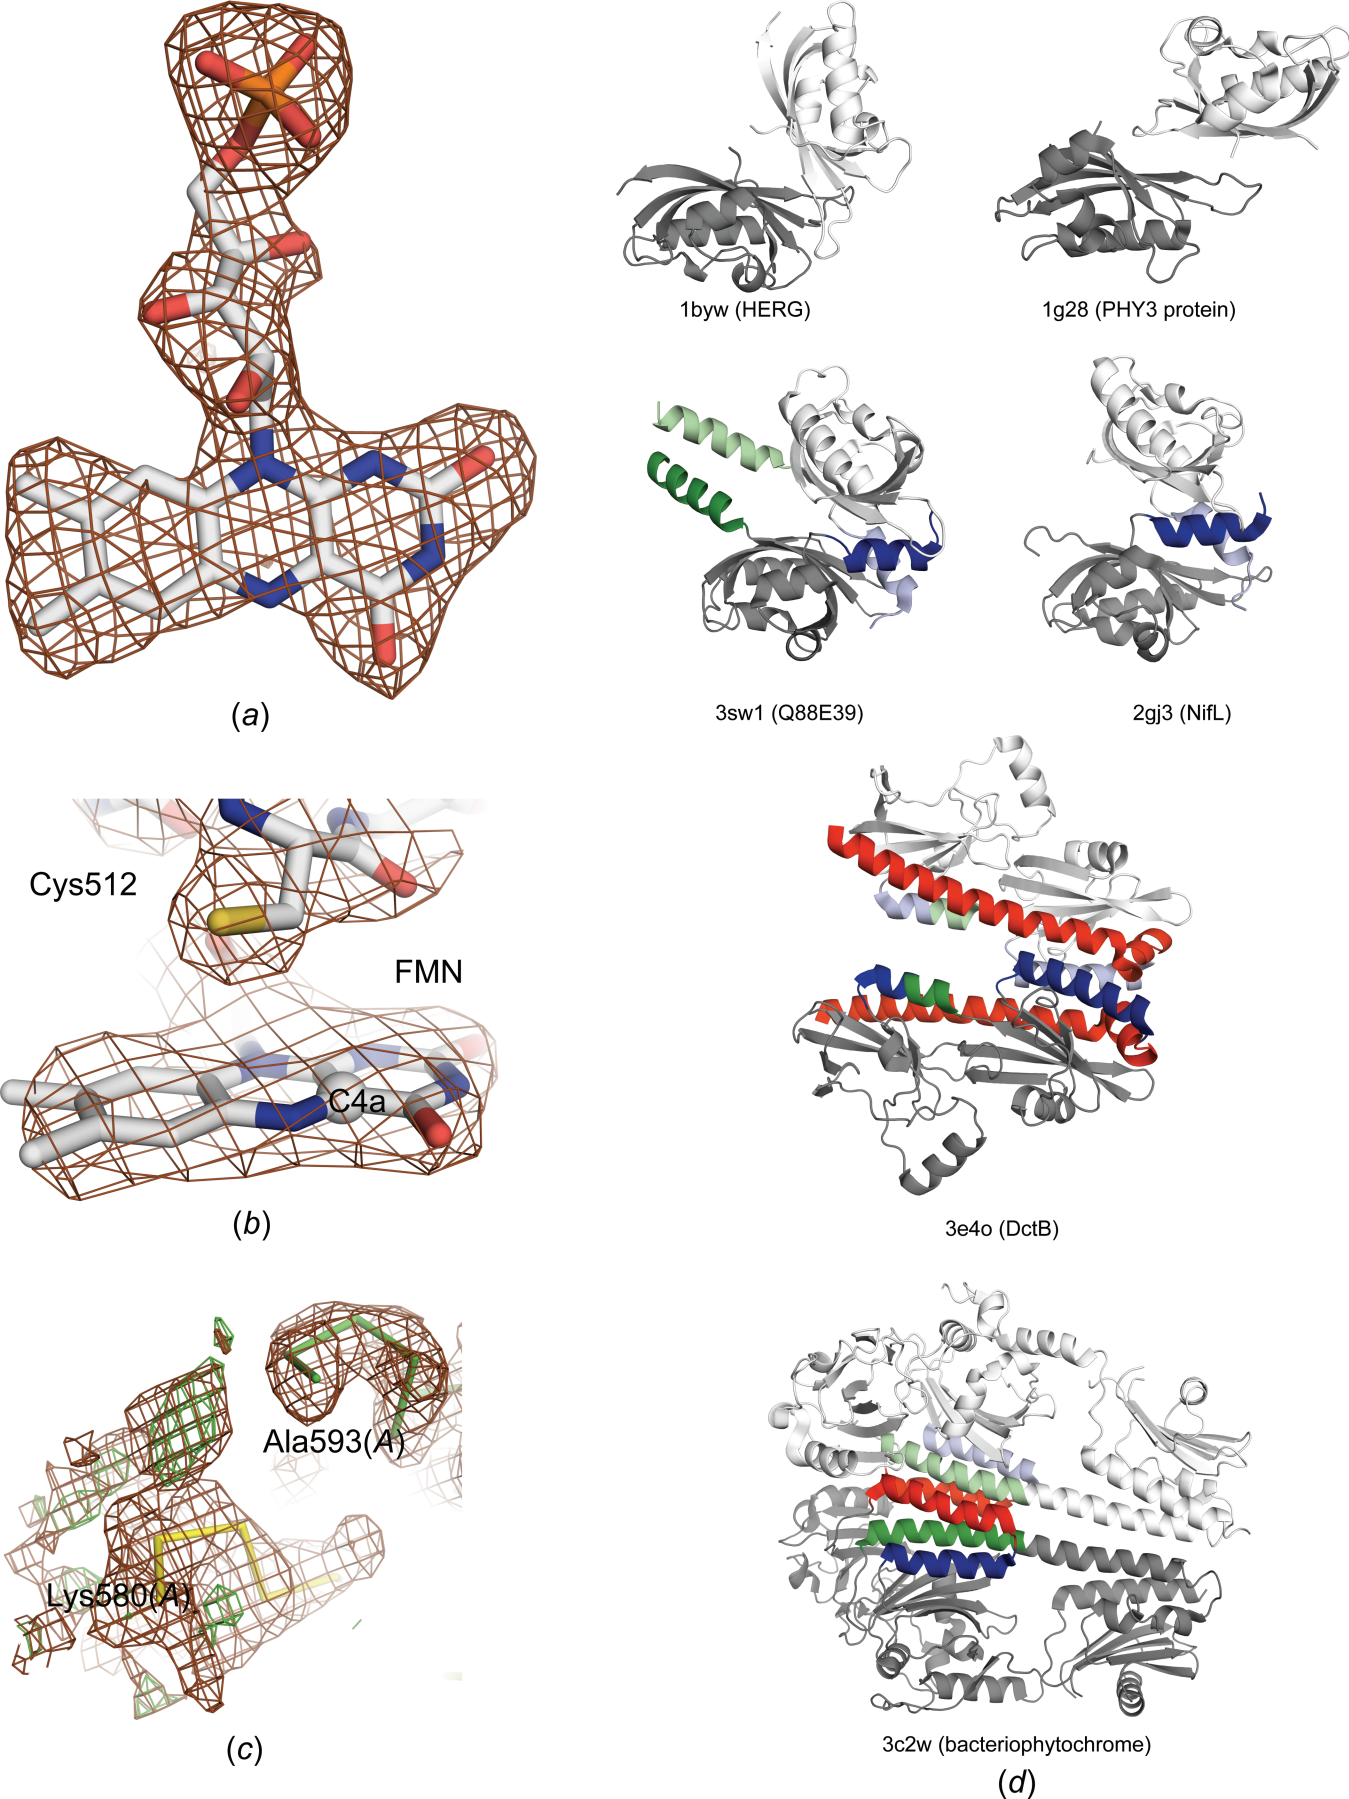 (a)
Cys512
FMN
C4a
(b)
Ala593(A)
Lys580(A)
(c)
1byw (HERG)
1g28 (PHY3 protein)
3sw1 (Q88E39)
2gj3 (NifL)
3e4o (DctB)
3c2w (bacteriophytochrome)
(d)